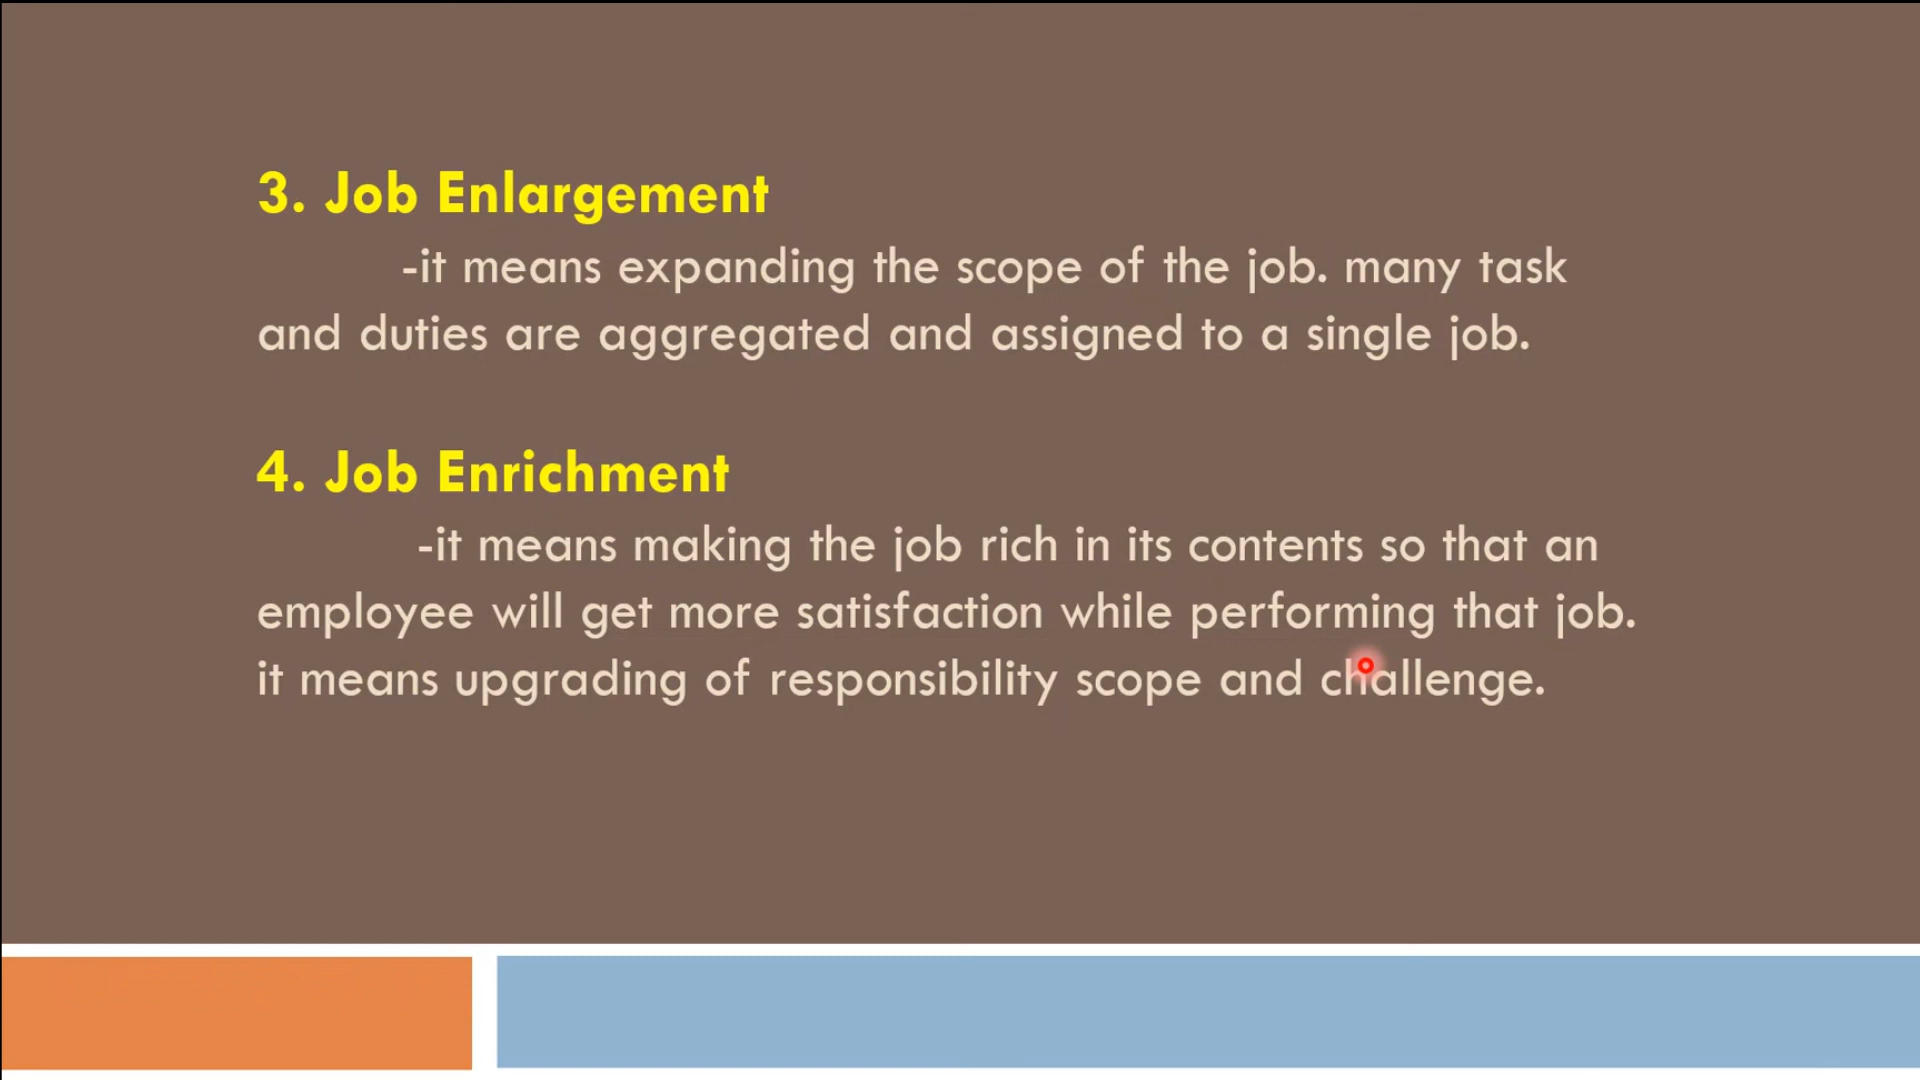 3. Job Enlargement
-it means expanding the scope of the job. many task
and duties are aggregated and assigned to a single job.
4. Job Enrichment
-it means making the job rich in its contents so that an
employee will get more satisfaction while performing that job.
it means upgrading of responsibility scope and challenge.